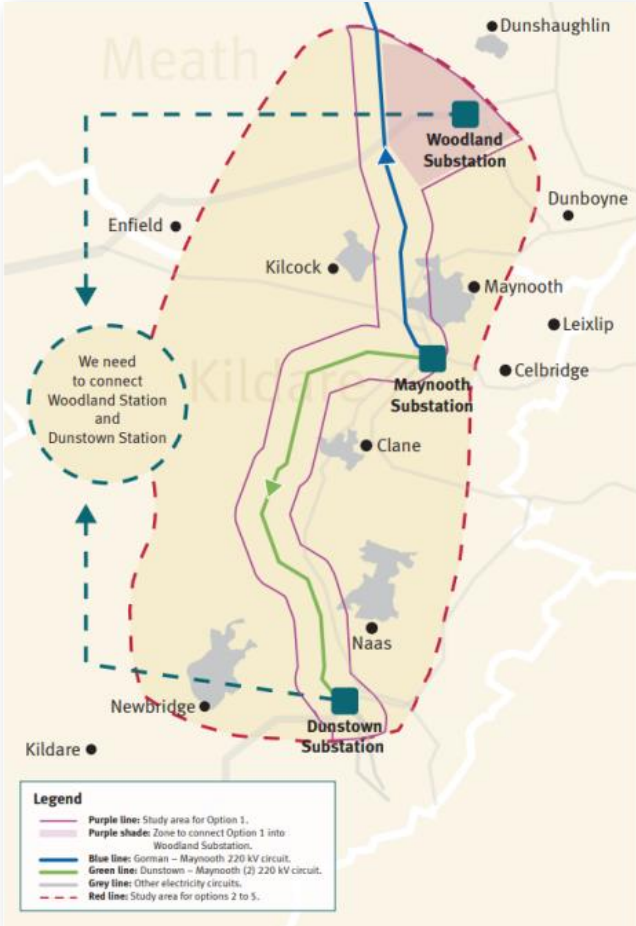 Meath
Dunshaughlin
Woodland
Substation
Dunboyne
Enfield
Kilcock
Maynooth
Leixlip
Kildare
Celbridge
Maynooth
Substation
We need
to connect
Woodland Station
and
Dunstown Station
Clane
Naas
Newbridge
Dunstown
Substation
Kildare
Legend
Purple line: Study area for Option 1.
Purple shade: Zone to connect Option 1 into
Woodland Substation.
Blue line: Gorman – Maynooth 220 kV circuit.
Green line: Dunstown – Maynooth (2) 220 kV circuit.
Grey line: Other electricity circuits.
Red line: Study area for options 2 to 5.